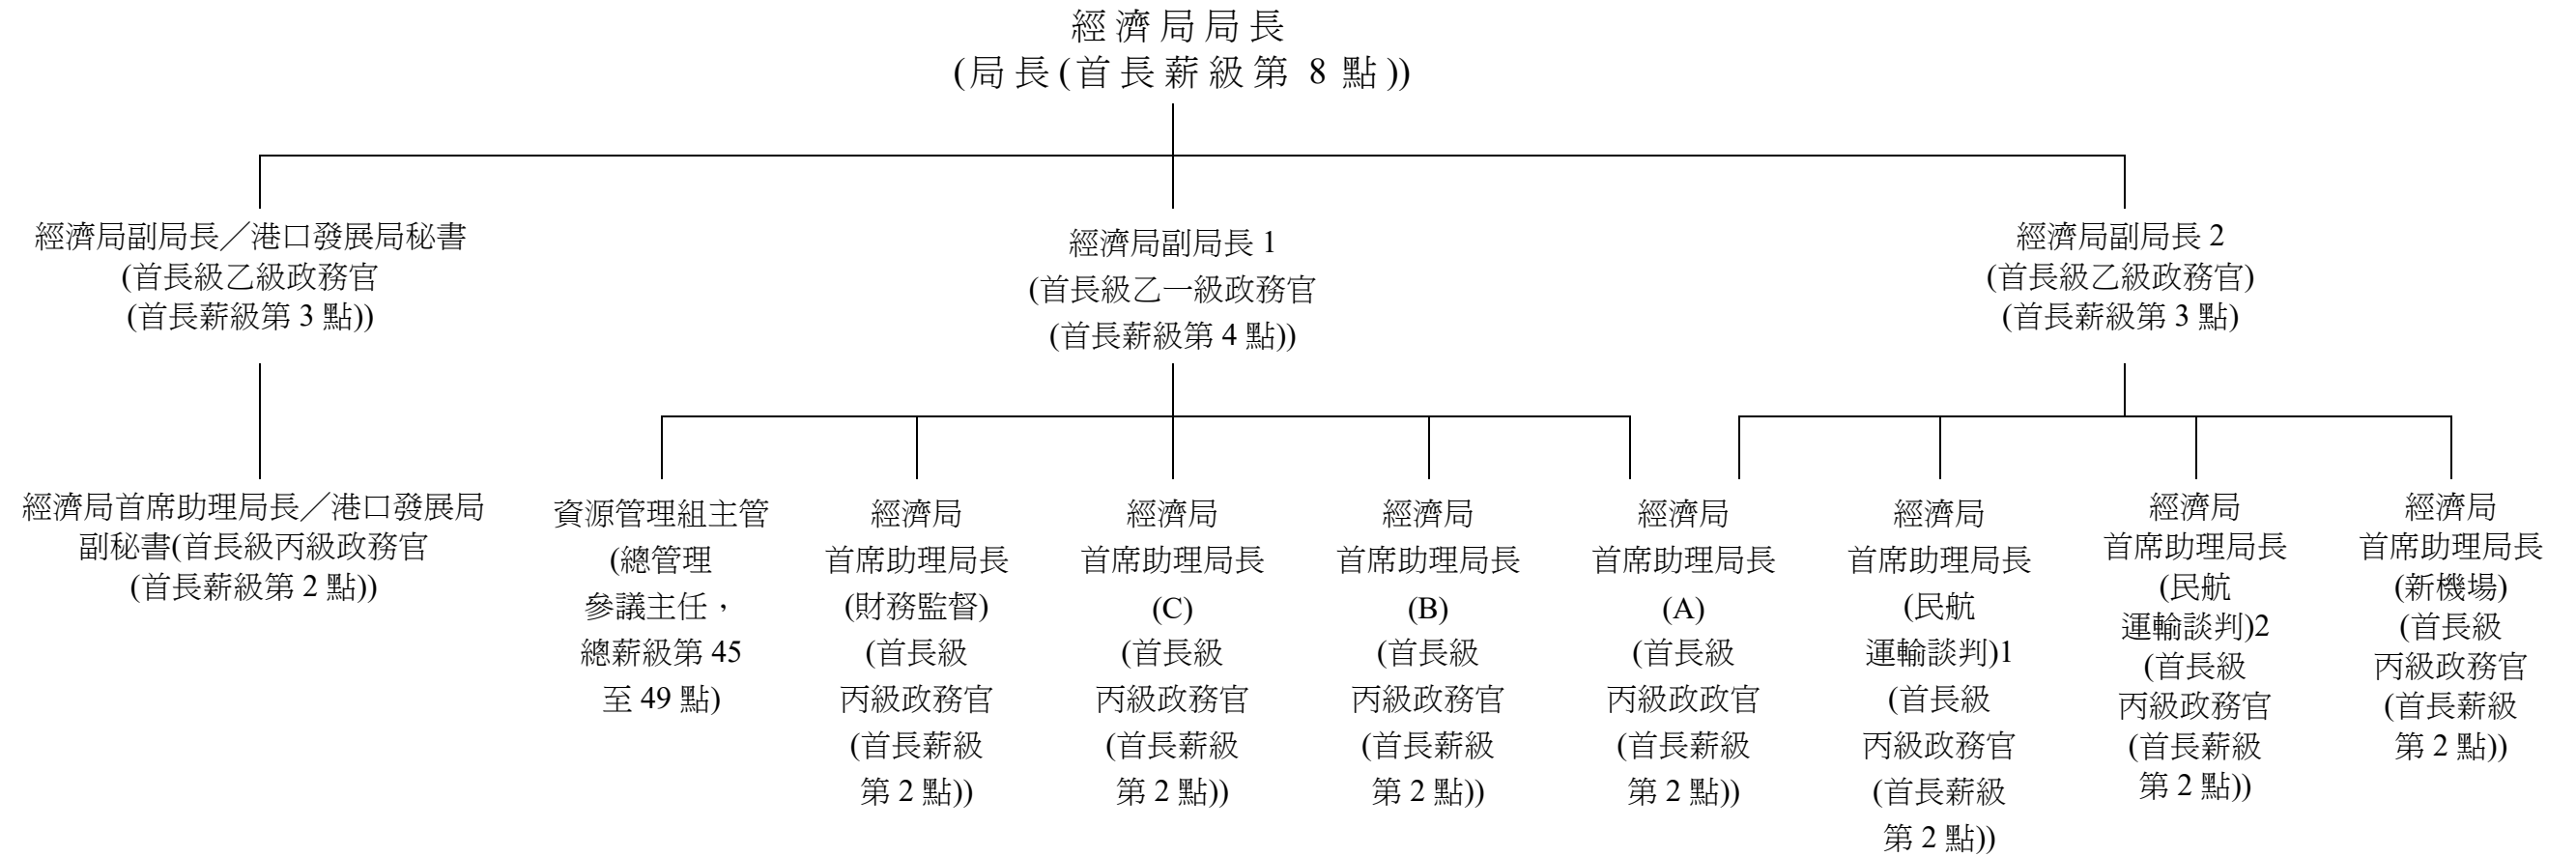 經濟局局長
(局長(首長薪級第 8 點))
經濟局副局長／港口發展局秘書
(首長級乙級政務官
(首長薪級第 3 點))
經濟局副局長 1
(首長級乙一級政務官
(首長薪級第 4 點))
經濟局副局長 2
(首長級乙級政務官)
(首長薪級第 3 點)
經濟局首席助理局長／港口發展局
副秘書(首長級丙級政務官
(首長薪級第 2 點))
資源管理組主管
(總管理
參議主任，
總薪級第 45
至 49 點)
經濟局
首席助理局長
(財務監督)
(首長級
丙級政務官
(首長薪級
第 2 點))
經濟局
首席助理局長
(C)
(首長級
丙級政務官
(首長薪級
第 2 點))
經濟局
首席助理局長
(B)
(首長級
丙級政務官
(首長薪級
第 2 點))
經濟局
首席助理局長
(A)
(首長級
丙級政政官
(首長薪級
第 2 點))
經濟局
首席助理局長
(民航
運輸談判)1
(首長級
丙級政務官
(首長薪級
第 2 點))
經濟局
首席助理局長
(民航
運輸談判)2
(首長級
丙級政務官
(首長薪級
第 2 點))
經濟局
首席助理局長
(新機場)
(首長級
丙級政務官
(首長薪級
第 2 點))